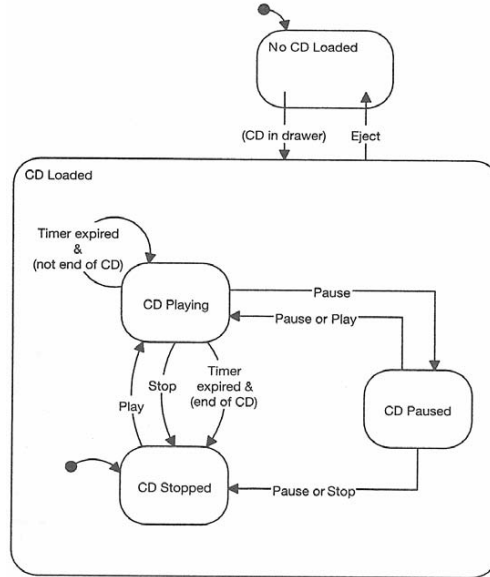 No CD Loaded
(CD in drawer)
Eject
CD Loaded
Timer expired
&
(not end of CD)
CD Playing
Pause
Pause or Play
Stop
Timer
expired &
(end of CD)
Play
CD Paused
CD Stopped
Pause or Stop